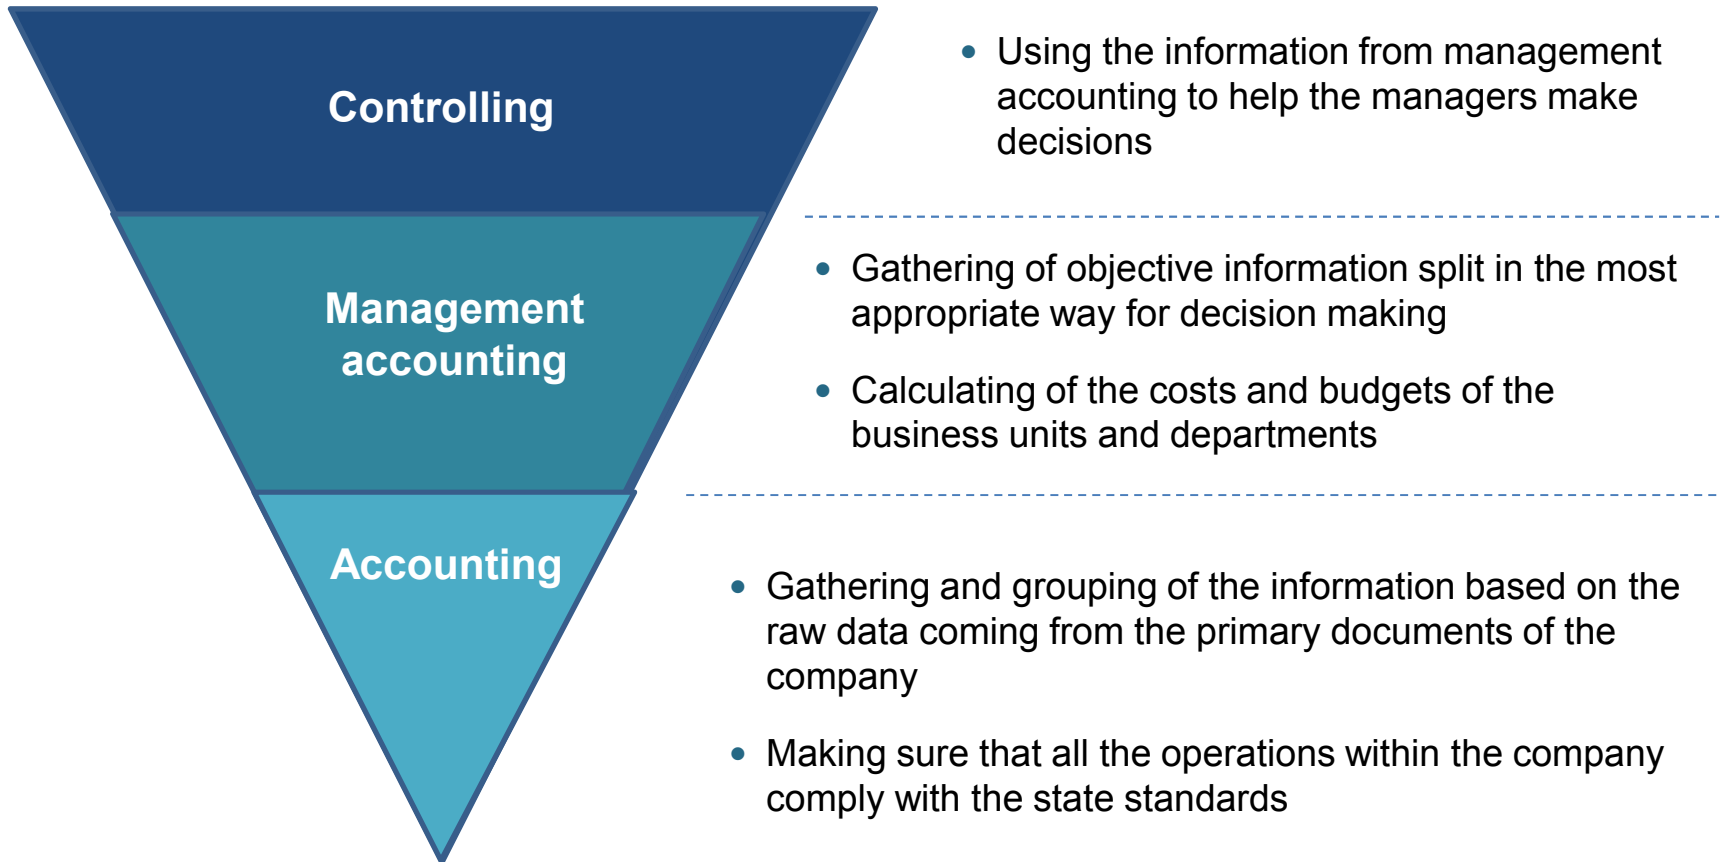 Controlling
• Using the information from management
accounting to help the managers make
decisions
Management
accounting
• Gathering of objective information split in the most
appropriate way for decision making
• Calculating of the costs and budgets of the
business units and departments
Accounting
• Gathering and grouping of the information based on the
raw data coming from the primary documents of the
company
• Making sure that all the operations within the company
comply with the state standards